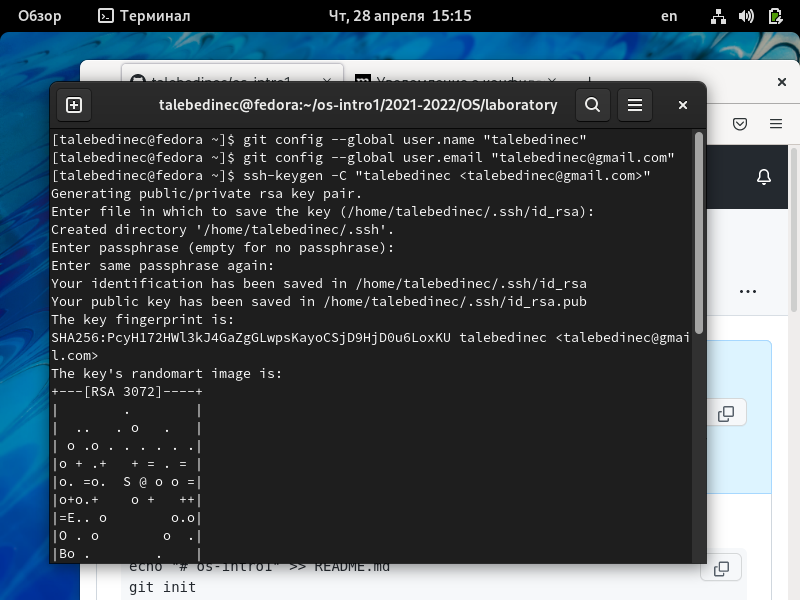 Обзор
Терминал
Чт, 28 апреля 15:15
en
talebedinec@fedora:~/os-intro1/2021-2022/OS/laboratory
[talebedinec@fedora ~]$ git config --global user.name "talebedinec"
[talebedinec@fedora ~]$ git config --global user.email "talebedinec@gmail.com"
[talebedinec@fedora ~]$ ssh-keygen -C "talebedinec <talebedinec@gmail.com>"
Generating public/private rsa key pair.
Enter file in which to save the key (/home/talebedinec/.ssh/id_rsa):
Created directory '/home/talebedinec/.ssh'.
Enter passphrase (empty for no passphrase):
Enter same passphrase again:
Your identification has been saved in /home/talebedinec/.ssh/id_rsa
Your public key has been saved in /home/talebedinec/.ssh/id_rsa.pub
The key fingerprint is:
SHA256:PcyH172HWl3kJ4GaZgGLwpsKayoCSjD9HjD0u6LoxKU talebedinec <talebedinec@gmai
l.com>
The key's randomart image is:
+---[RSA 3072]----+
|        .        |
|  ..   . o   .   |
| o .o . . . . . .|
|o + .+   + = . = |
|o. =o.  S @ o o =|
|o+o.+    o +   ++|
|=E.. o        o.o|
|O . o        o  .|
|Bo .        .    |
echo "# os-intro1" >> README.md
git init